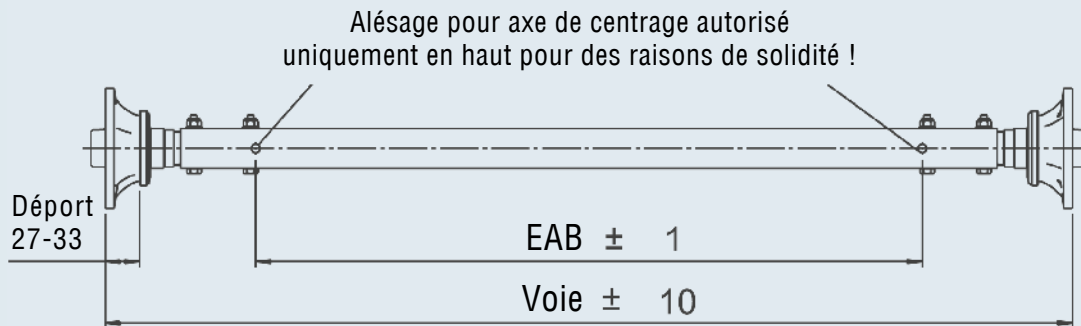 Alésage pour axe de centrage autorisé
uniquement en haut pour des raisons de solidité !
Déport
27-33
EAB ± 1
Voie ± 10